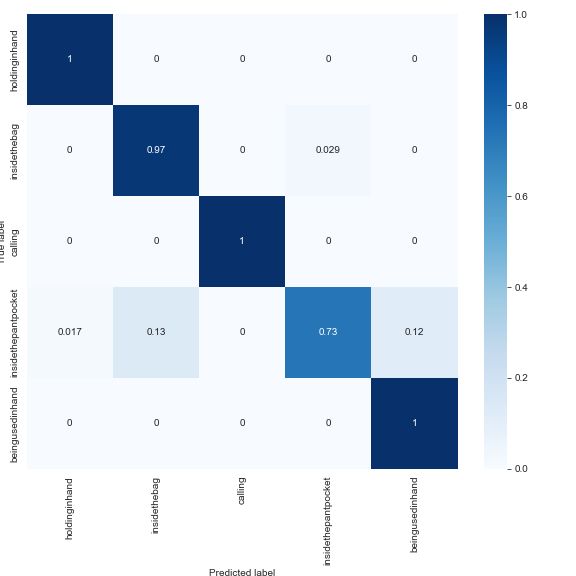 1.0
holdinginhand
1 0 0 0 0
0.8
insidethebag
0 0.97 0 0.029 0
0.6
True label
calling
0 0 1 0 0
0.4
insidethepantpocket
0.017 0.13 0 0.73 0.12
0.2
beingusedinhand
0 0 0 0 1
0.0
holdinginhand
insidethebag
calling
insidethepantpocket
beingusedinhand
Predicted label